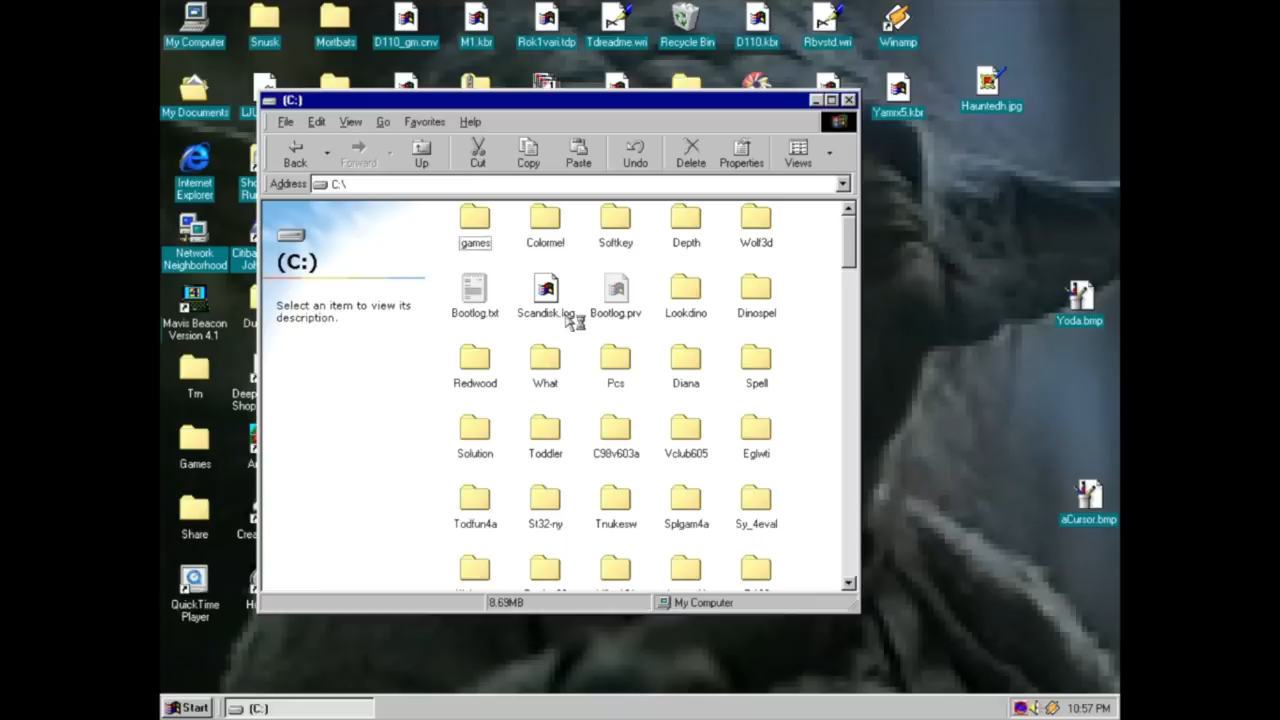 My Computer
Snusk
Mortbats
D110_gm.cnv
M1.kbr
Rok1vari.tdp
Tdreadme.wri
Recycle Bin
D110.kbr
Rbvstd.wri
Winamp
My Documents
Yamrx5.kbr
Hauntedh.jpg
(C:)
File Edit View Go Favorites Help
Back Forward Up Cut Copy Paste Undo Delete Properties Views
Address C:\
Internet
Explorer
Network
Neighborhood
Mavis Beacon
Version 4.1
Trn
Games
Share
QuickTime
Player
(C:)
Select an item to view its
description.
games Colormel Softkey Depth Wolf3d
Bootlog.txt Scandisk.log Bootlog.prv Lookdino Dinospel
Redwood What Pcs Diana Spell
Solution Toddler C98v603a Vclub605 Eglwti
Todfun4a St32-ny Tnukesw Splgam4a Sy_4eval
8.69MB My Computer
Yoda.bmp
aCursor.bmp
Start (C:) 10:57 PM